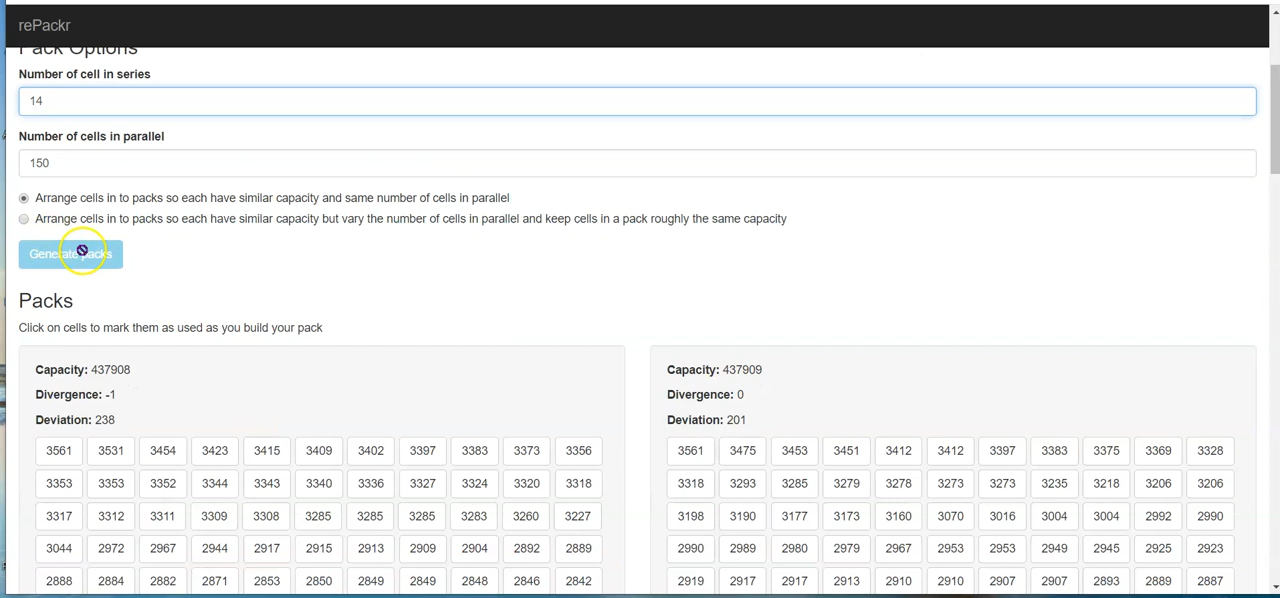 rePackr
Pack Options
Number of cell in series
14
Number of cells in parallel
150
Arrange cells in to packs so each have similar capacity and same number of cells in parallel
Arrange cells in to packs so each have similar capacity but vary the number of cells in parallel and keep cells in a pack roughly the same capacity
Generate packs
Packs
Click on cells to mark them as used as you build your pack
Capacity: 437908
Divergence: -1
Deviation: 238
3561 3531 3454 3423 3415 3409 3402 3397 3383 3373 3356
3353 3353 3352 3344 3343 3340 3336 3327 3324 3320 3318
3317 3312 3311 3309 3308 3285 3285 3285 3283 3260 3227
3044 2972 2967 2944 2917 2915 2913 2909 2904 2892 2889
2888 2884 2882 2871 2853 2850 2849 2849 2848 2846 2842
Capacity: 437909
Divergence: 0
Deviation: 201
3561 3475 3453 3451 3412 3412 3397 3383 3375 3369 3328
3318 3293 3285 3279 3278 3273 3273 3235 3218 3206 3206
3198 3190 3177 3173 3160 3070 3016 3004 3004 2992 2990
2990 2989 2980 2979 2967 2953 2953 2949 2945 2925 2923
2919 2917 2917 2913 2910 2910 2907 2907 2893 2889 2887